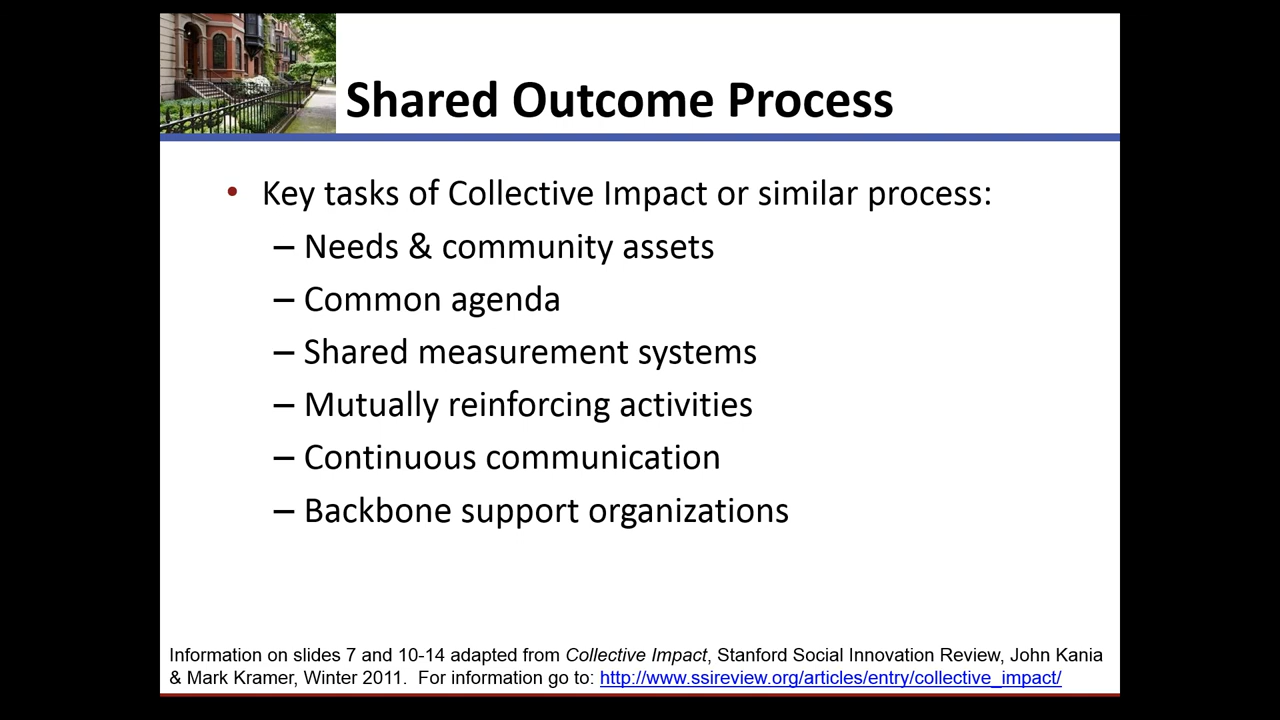 Shared Outcome Process
• Key tasks of Collective Impact or similar process:
– Needs & community assets
– Common agenda
– Shared measurement systems
– Mutually reinforcing activities
– Continuous communication
– Backbone support organizations
Information on slides 7 and 10-14 adapted from Collective Impact, Stanford Social Innovation Review, John Kania
& Mark Kramer, Winter 2011. For information go to: http://www.ssireview.org/articles/entry/collective_impact/